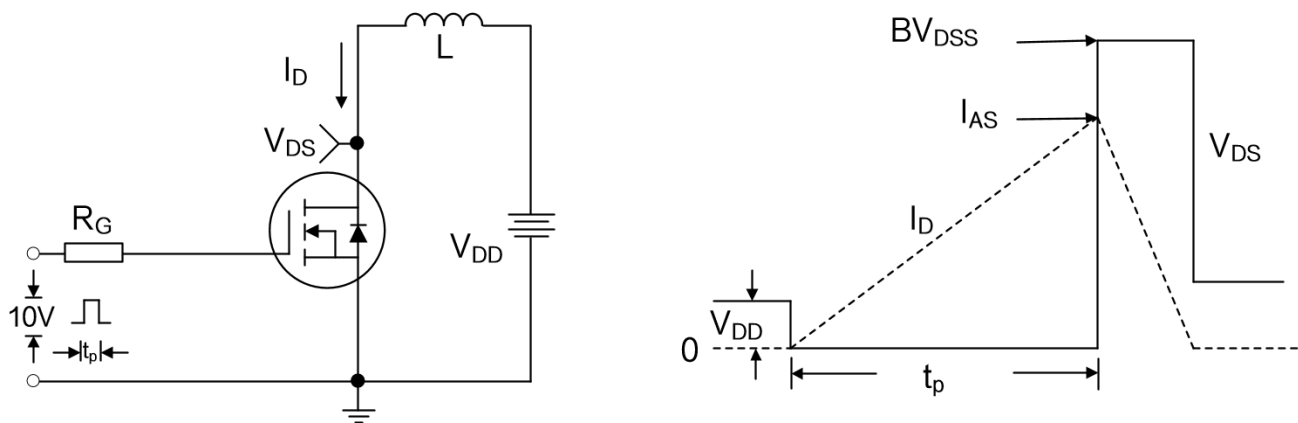 L
I_D
V_DS
R_G
V_DD
10V
t_p
BV_DSS
I_AS
V_DS
I_D
V_DD
0
t_p